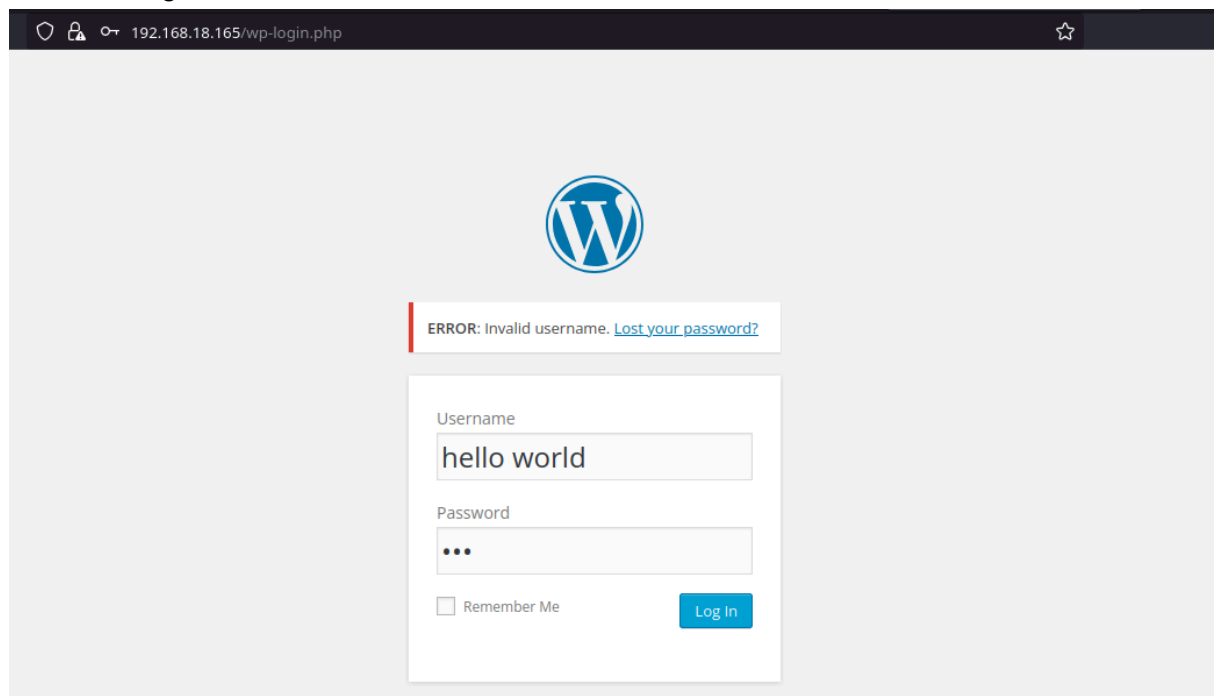 192.168.18.165/wp-login.php
ERROR: Invalid username. Lost your password?
Username
hello world
Password
•••
Remember Me
Log In